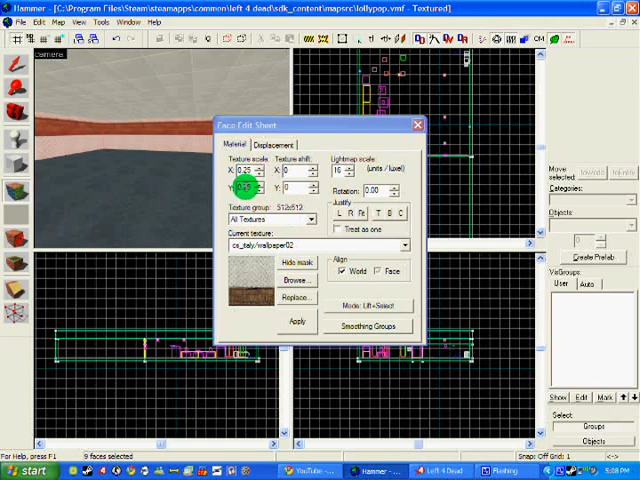 Hammer - [C:\Program Files\Steam\steamapps\common\left 4 dead\sdk_content\mapsrc\lollypop.vmf - Textured]
File Edit Map View Tools Instancing Window Help
camera
Face Edit Sheet
Material Displacement
Texture scale: Texture shift: Lightmap scale:
X: 0.25 X: 0 16 (units / luxel)
Y: 0.25 Y: 0 Rotation: 0.00
Texture group: 512x512
All Textures
Justify
L R Fit T B C
Treat as one
Current texture:
cs_italy/wallpaper02
Hide mask
Browse...
Replace...
Apply
Align
World Face
Mode: Lift+Select
Smoothing Groups
Move selected:
toWorld toEntity
Categories:
Objects:
0
Create Prefab
VisGroups:
User Auto
Show Edit Mark
Select:
Groups
Objects
For Help, press F1 9 faces selected Snap: Off Grid: 16 <->
start YouTube -... Hammer - ... Left 4 Dead Flashing 5:08 PM